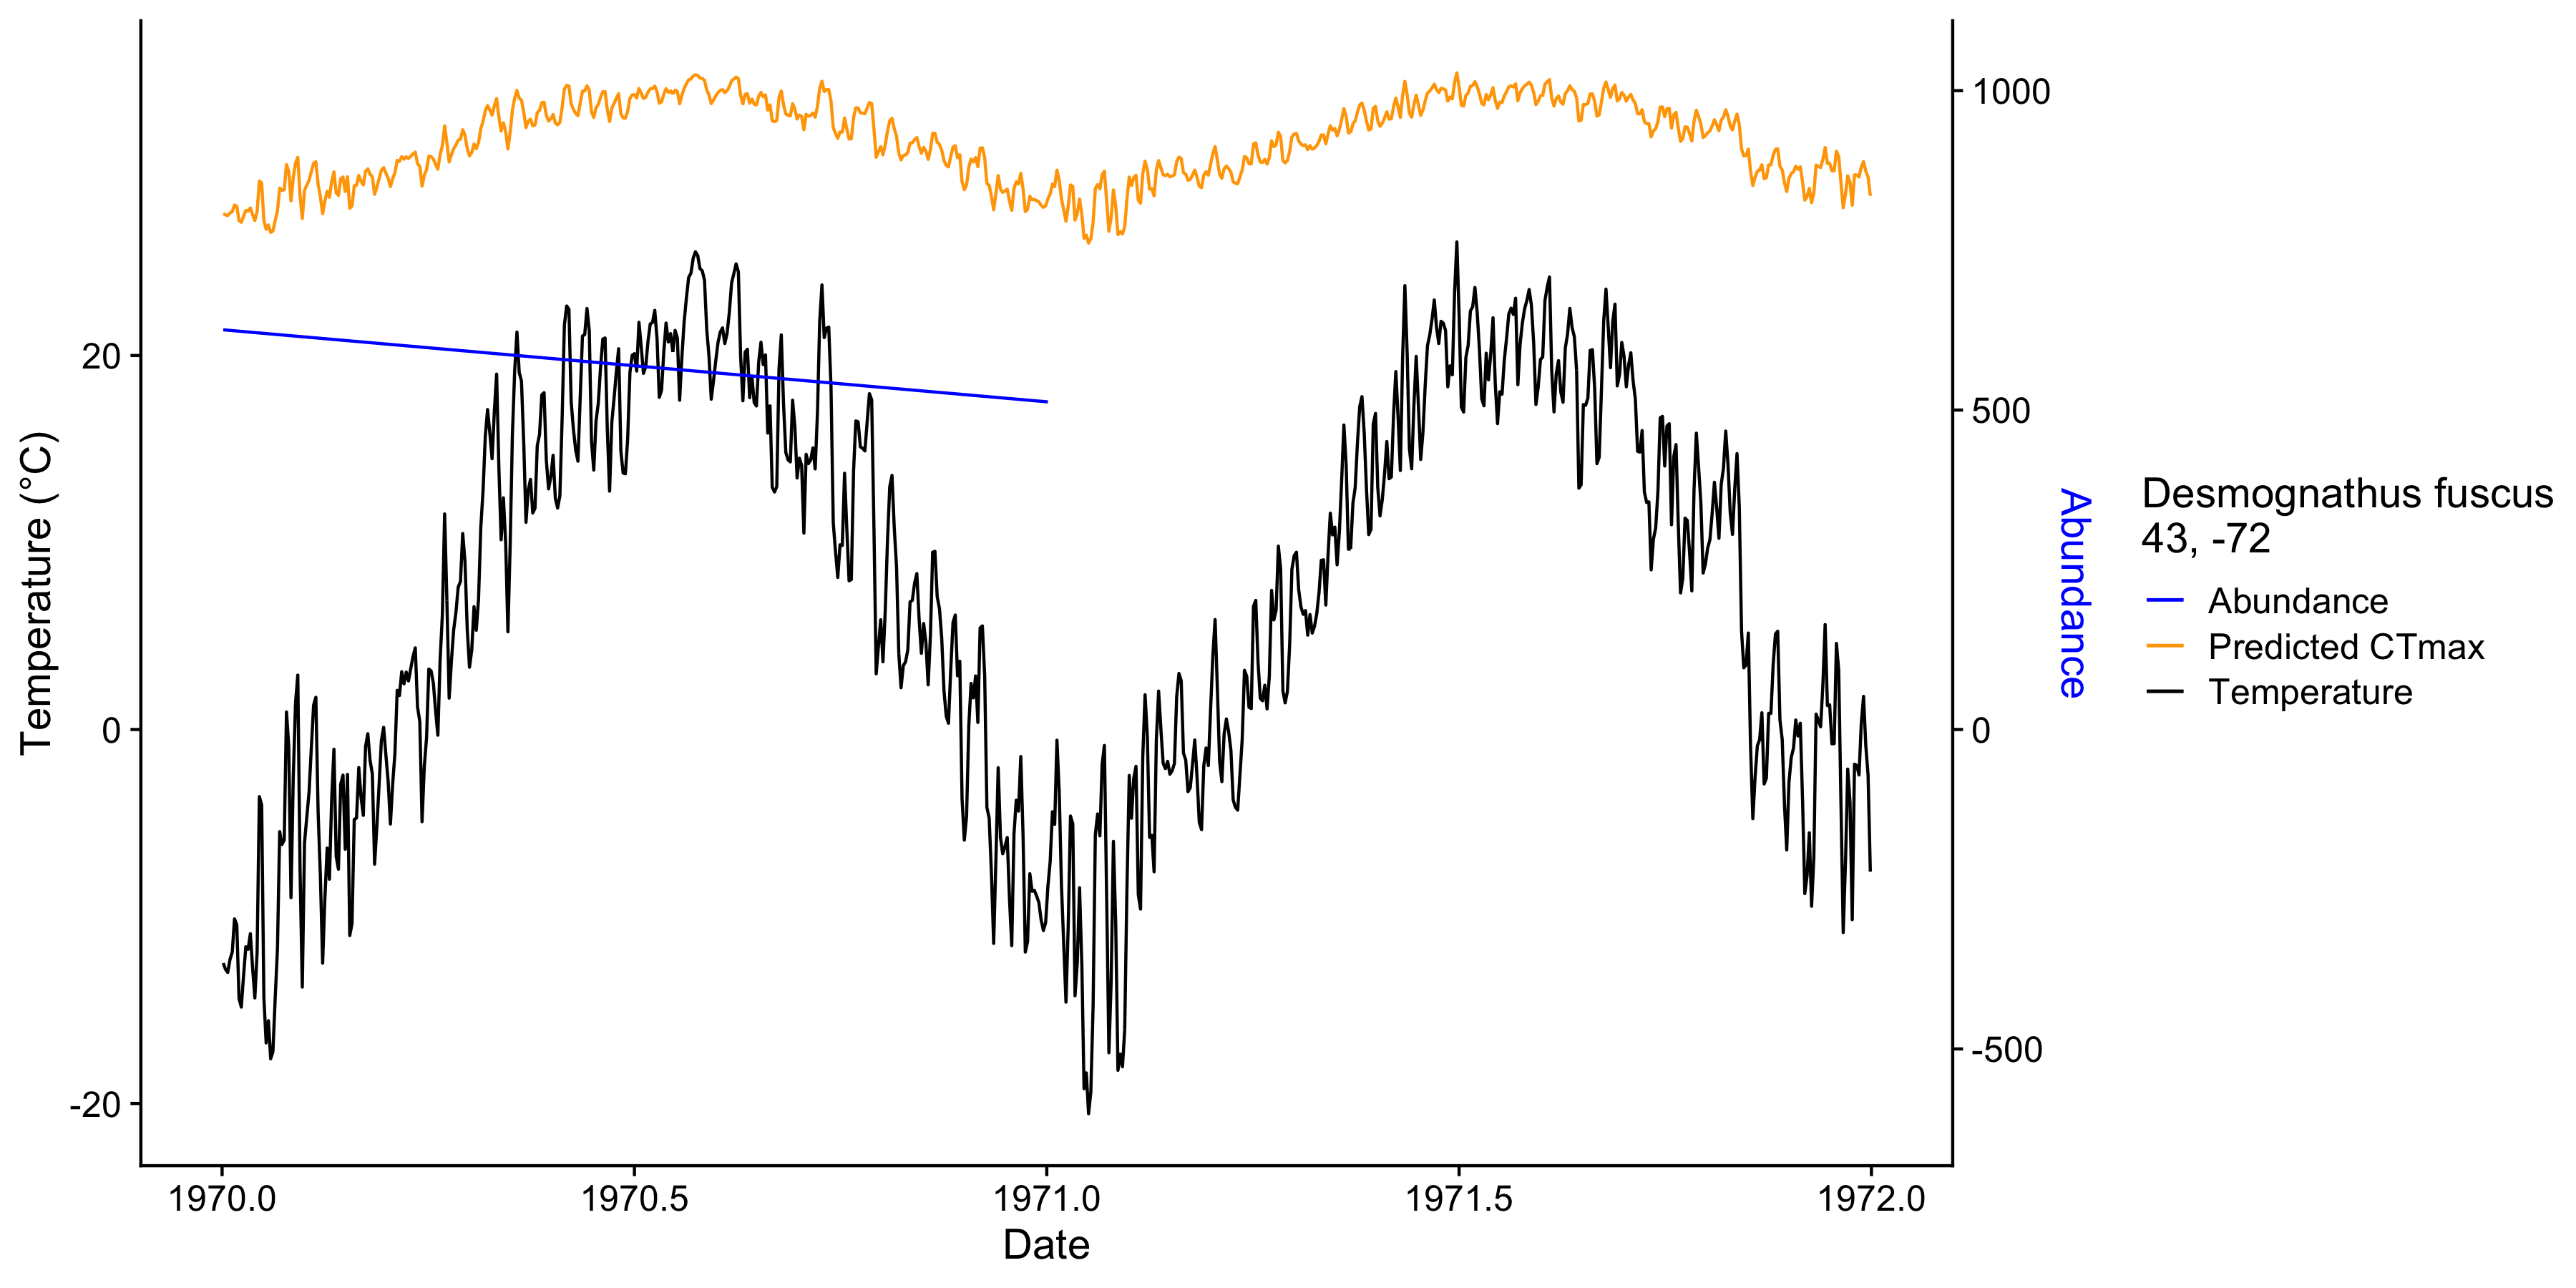 Temperature (°C)
20
0
-20
1970.0
1970.5
1971.0
1971.5
1972.0
Date
1000
500
0
-500
Abundance
Desmognathus fuscus
43, -72
Abundance
Predicted CTmax
Temperature